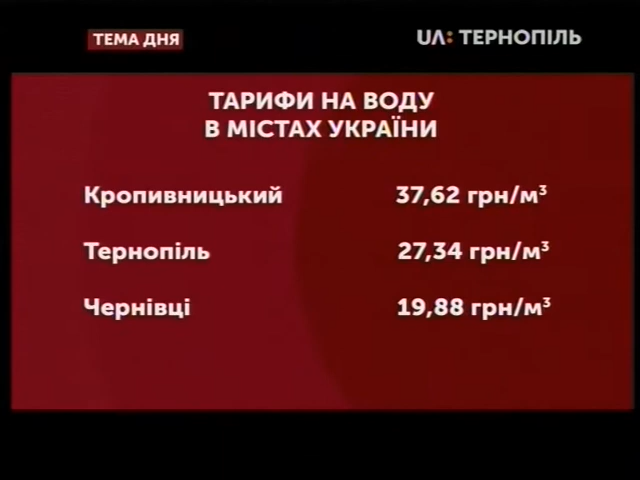 ТЕМА ДНЯ
UA: ТЕРНОПІЛЬ
ТАРИФИ НА ВОДУ
В МІСТАХ УКРАЇНИ
Кропивницький 37,62 грн/м³
Тернопіль 27,34 грн/м³
Чернівці 19,88 грн/м³